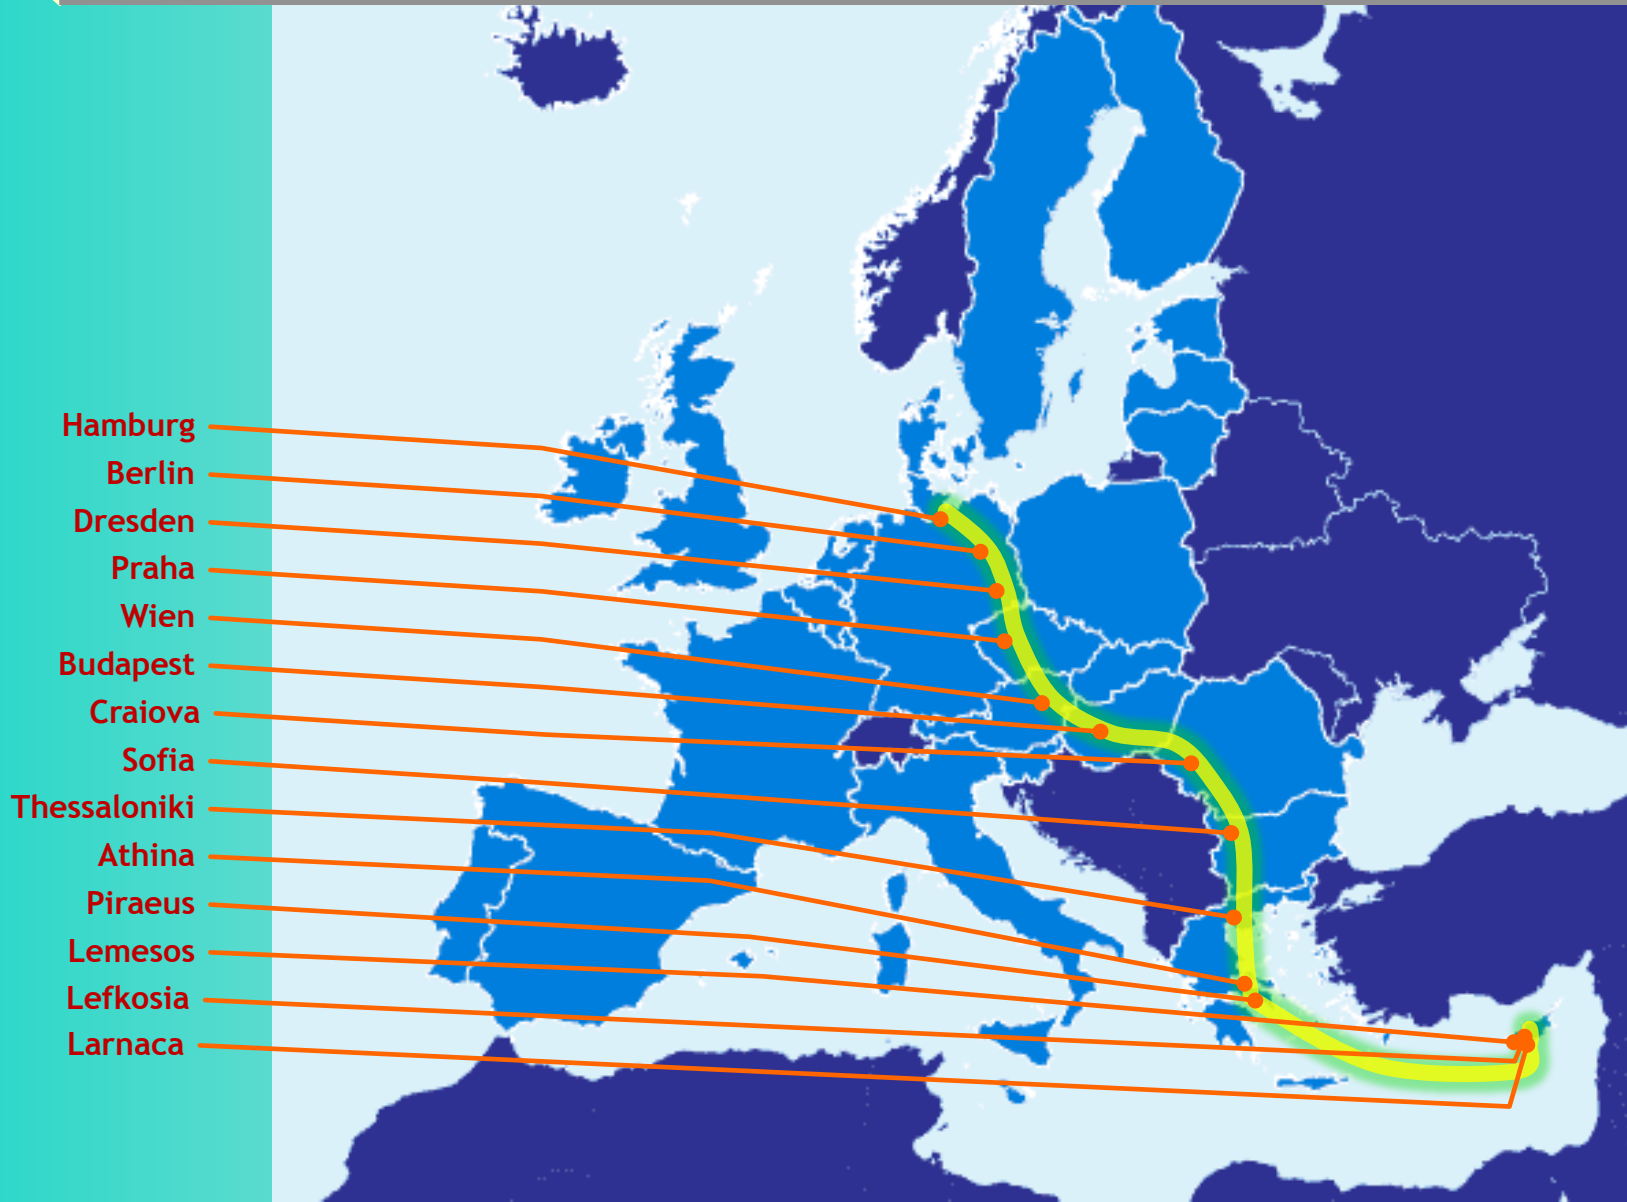 Hamburg
Berlin
Dresden
Praha
Wien
Budapest
Craiova
Sofia
Thessaloniki
Athina
Piraeus
Lemesos
Lefkosia
Larnaca